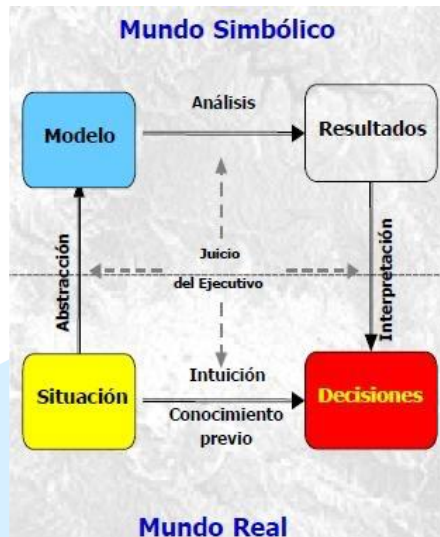 Mundo Simbólico
Análisis
Modelo
Resultados
Abstracción
Juicio
del Ejecutivo
Interpretación
Intuición
Situación
Decisiones
Conocimiento
previo
Mundo Real